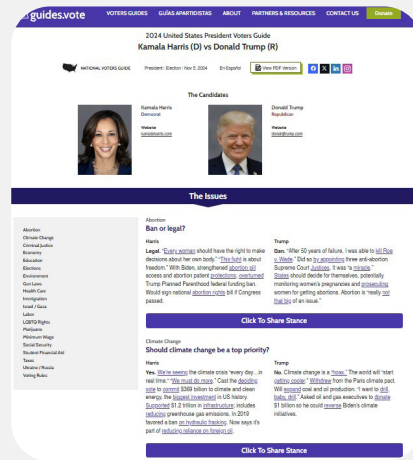 guides.vote
VOTERS GUIDES GUÍAS APARTIDISTAS ABOUT PARTNERS & RESOURCES CONTACT US Donate
2024 United States President Voters Guide
Kamala Harris (D) vs Donald Trump (R)
NATIONAL VOTERS GUIDE President: Election: Nov 5, 2024 En Español View PDF Version
The Candidates
Kamala Harris
Democrat
Website
kamalaharris.com
Donald Trump
Republican
Website
donaldjtrump.com
The Issues
Abortion
Climate Change
Criminal Justice
Economy
Education
Elections
Environment
Gun Laws
Health Care
Immigration
Israel / Gaza
Labor
LGBTQ Rights
Marijuana
Minimum Wage
Social Security
Student Financial Aid
Taxes
Ukraine / Russia
Voting Rules
Abortion
Ban or legal?
Harris
Legal. "Every woman should have the right to make
decisions about her own body." "This fight is about
freedom." With Biden, strengthened abortion pill
access and abortion patient protections, overturned
Trump Planned Parenthood federal funding ban.
Would sign national abortion rights bill if Congress
passed.
Trump
Ban. "After 50 years of failure, I was able to kill Roe
v. Wade." Did so by appointing three anti-abortion
Supreme Court Justices. It was "a miracle."
States should decide for themselves, potentially
monitoring women's pregnancies and prosecuting
women for getting abortions. Abortion is "really not
that big of an issue."
Click To Share Stance
Climate Change
Should climate change be a top priority?
Harris
Yes. We're seeing the climate crisis "every day…in
real time." "We must do more." Cast the deciding
vote to commit $369 billion to climate and clean
energy, the biggest investment in US history.
Supported $1.2 trillion in infrastructure; includes
reducing greenhouse gas emissions. In 2019
favored a ban on hydraulic fracking. Now says it's
part of reducing reliance on foreign oil.
Trump
No. Climate change is a "hoax." The world will "start
getting cooler." Withdrew from the Paris climate pact.
Will expand coal and oil production. "I want to drill,
baby, drill." Asked oil and gas executives to donate
$1 billion so he could reverse Biden's climate
initiatives.
Click To Share Stance